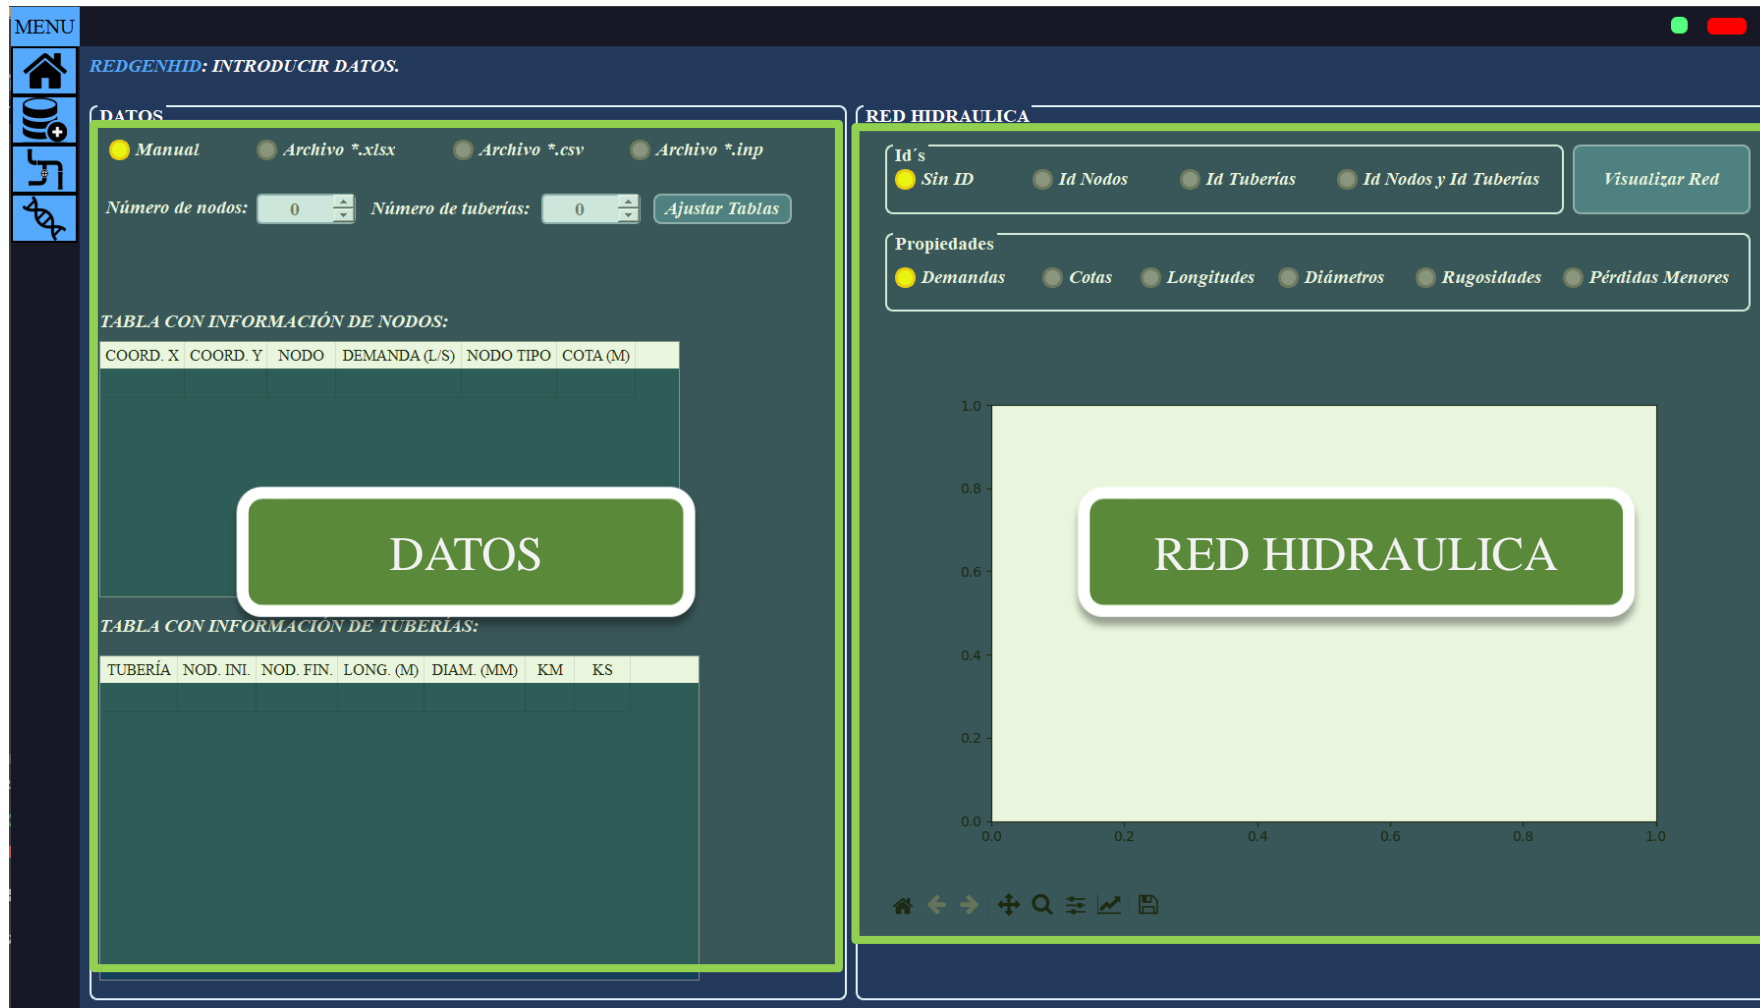 MENU
REDGENHID: INTRODUCIR DATOS.
DATOS
Manual Archivo *.xlsx Archivo *.csv Archivo *.inp
Número de nodos: 0 Número de tuberías: 0 Ajustar Tablas
TABLA CON INFORMACIÓN DE NODOS:
COORD. X COORD. Y NODO DEMANDA (L/S) NODO TIPO COTA (M)
DATOS
TABLA CON INFORMACIÓN DE TUBERÍAS:
TUBERÍA NOD. INI. NOD. FIN. LONG. (M) DIAM. (MM) KM KS
RED HIDRAULICA
Id´s
Sin ID Id Nodos Id Tuberías Id Nodos y Id Tuberías Visualizar Red
Propiedades
Demandas Cotas Longitudes Diámetros Rugosidades Pérdidas Menores
1.0
0.8
RED HIDRAULICA
0.6
0.4
0.2
0.0
0.0 0.2 0.4 0.6 0.8 1.0